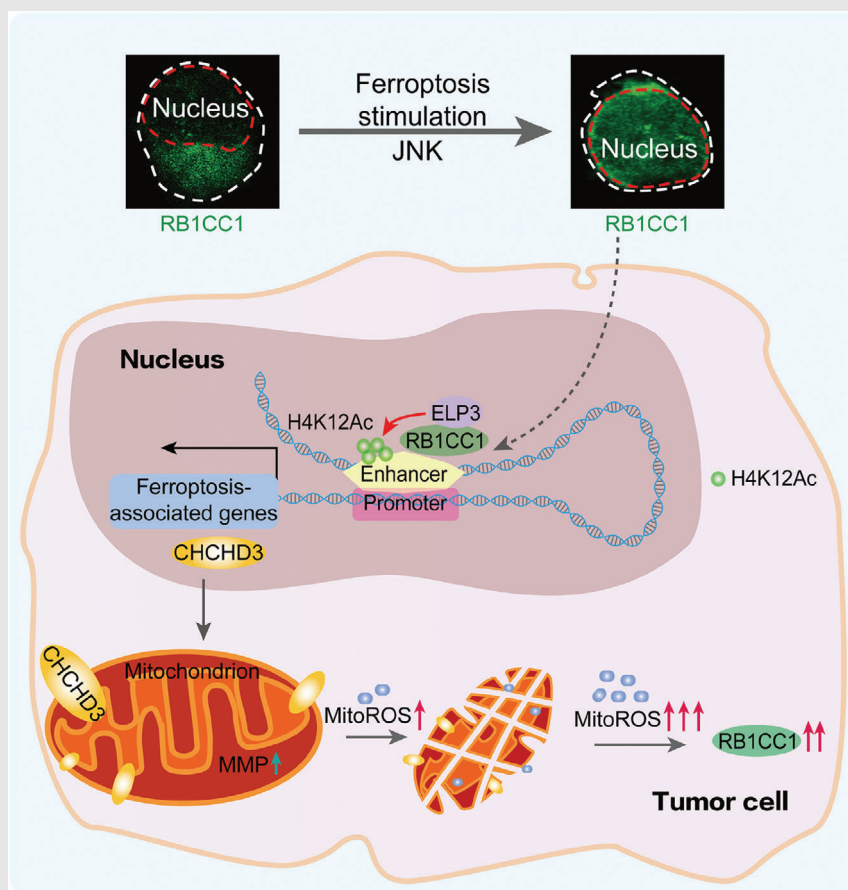 Nucleus
Ferroptosis
stimulation
JNK
Nucleus
RB1CC1
RB1CC1
Nucleus
H4K12Ac
ELP3
RB1CC1
Enhancer
Promoter
H4K12Ac
Ferroptosis-
associated genes
CHCHD3
CHCHD3
Mitochondrion
MMP
MitoROS
MitoROS
RB1CC1
Tumor cell